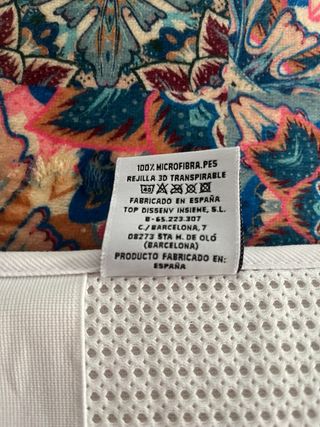 100% MICROFIBRA.PES
REJILLA 3D TRANSPIRABLE
40
FABRICADO EN ESPAÑA
TOP DISSENY INSIEME, S.L.
B - 65.223.307
C./ BARCELONA, 7
08273 STA M. DE OLÓ
(BARCELONA)
PRODUCTO FABRICADO EN:
ESPAÑA